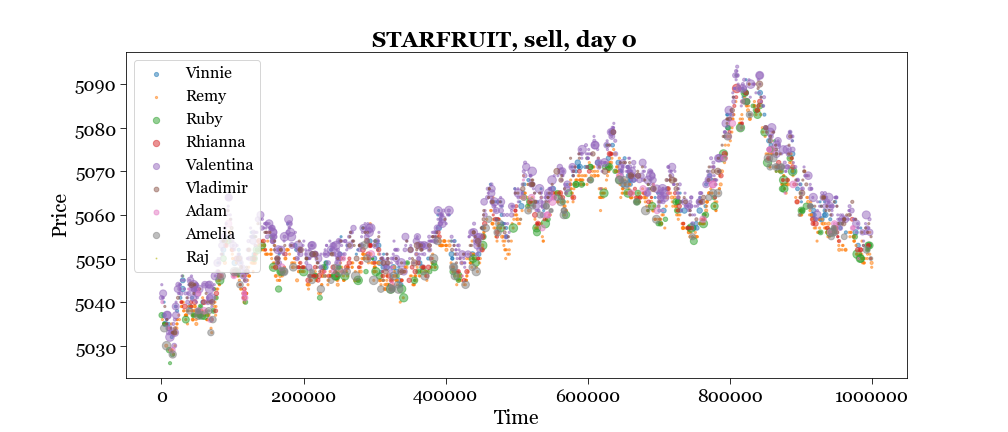 STARFRUIT, sell, day 0
Price
5090
5080
5070
5060
5050
5040
5030
Vinnie
Remy
Ruby
Rhianna
Valentina
Vladimir
Adam
Amelia
Raj
0 200000 400000 600000 800000 1000000
Time